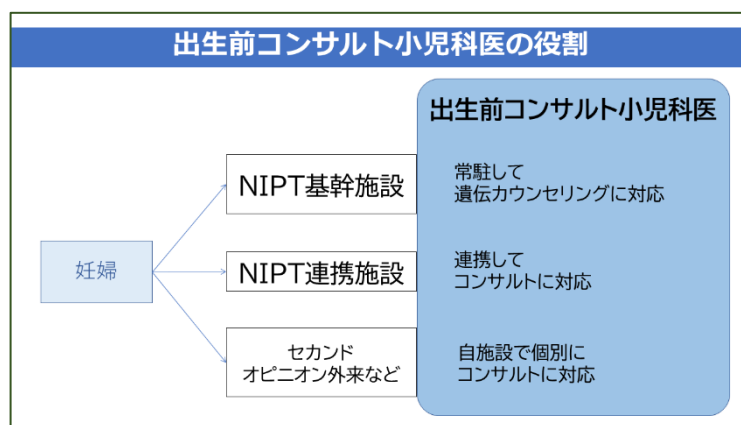 出生前コンサルト小児科医の役割
出生前コンサルト小児科医
NIPT基幹施設
常駐して
遺伝カウンセリングに対応
妊婦
NIPT連携施設
連携して
コンサルトに対応
セカンド
オピニオン外来など
自施設で個別に
コンサルトに対応